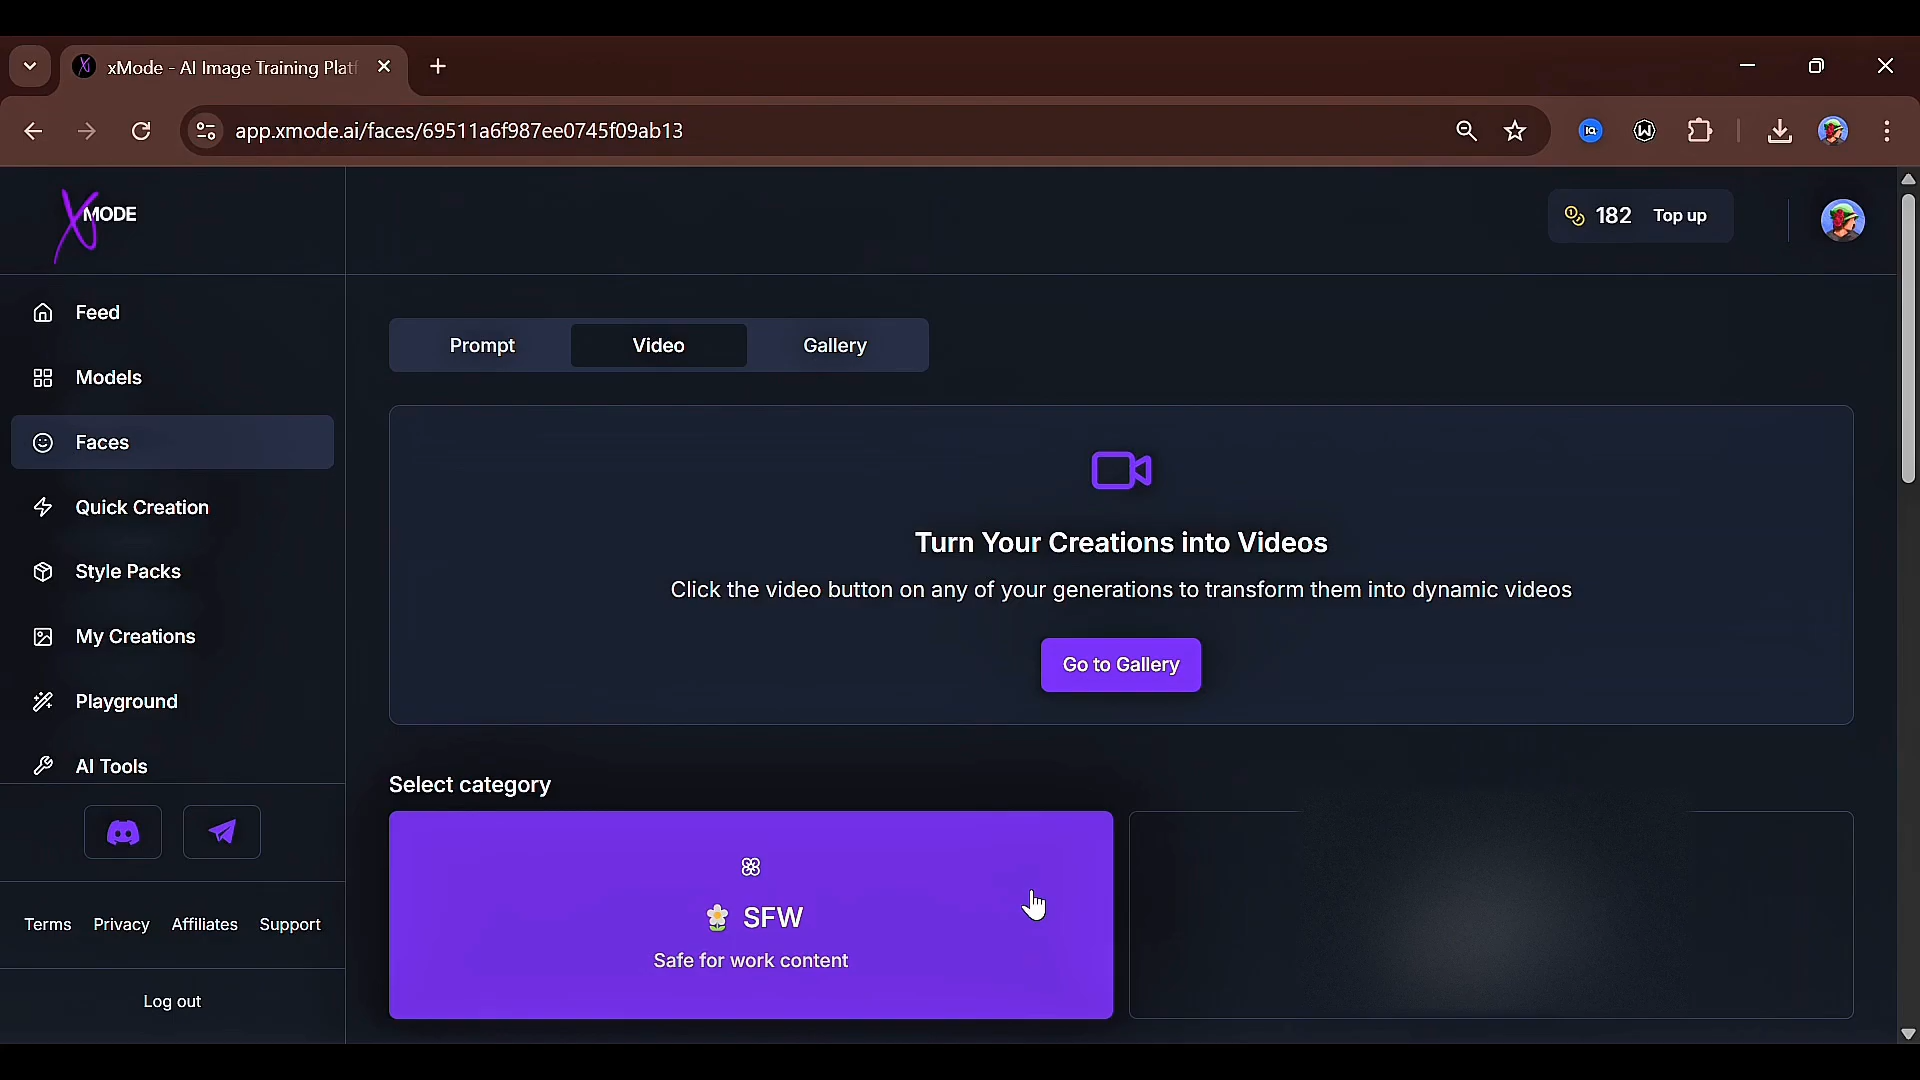 xMode - AI Image Training Plat
app.xmode.ai/faces/69511a6f987ee0745f09ab13
XMODE
182 Top up
Feed
Models
Faces
Quick Creation
Style Packs
My Creations
Playground
AI Tools
Terms Privacy Affiliates Support
Log out
Prompt Video Gallery
Turn Your Creations into Videos
Click the video button on any of your generations to transform them into dynamic videos
Go to Gallery
Select category
SFW
Safe for work content